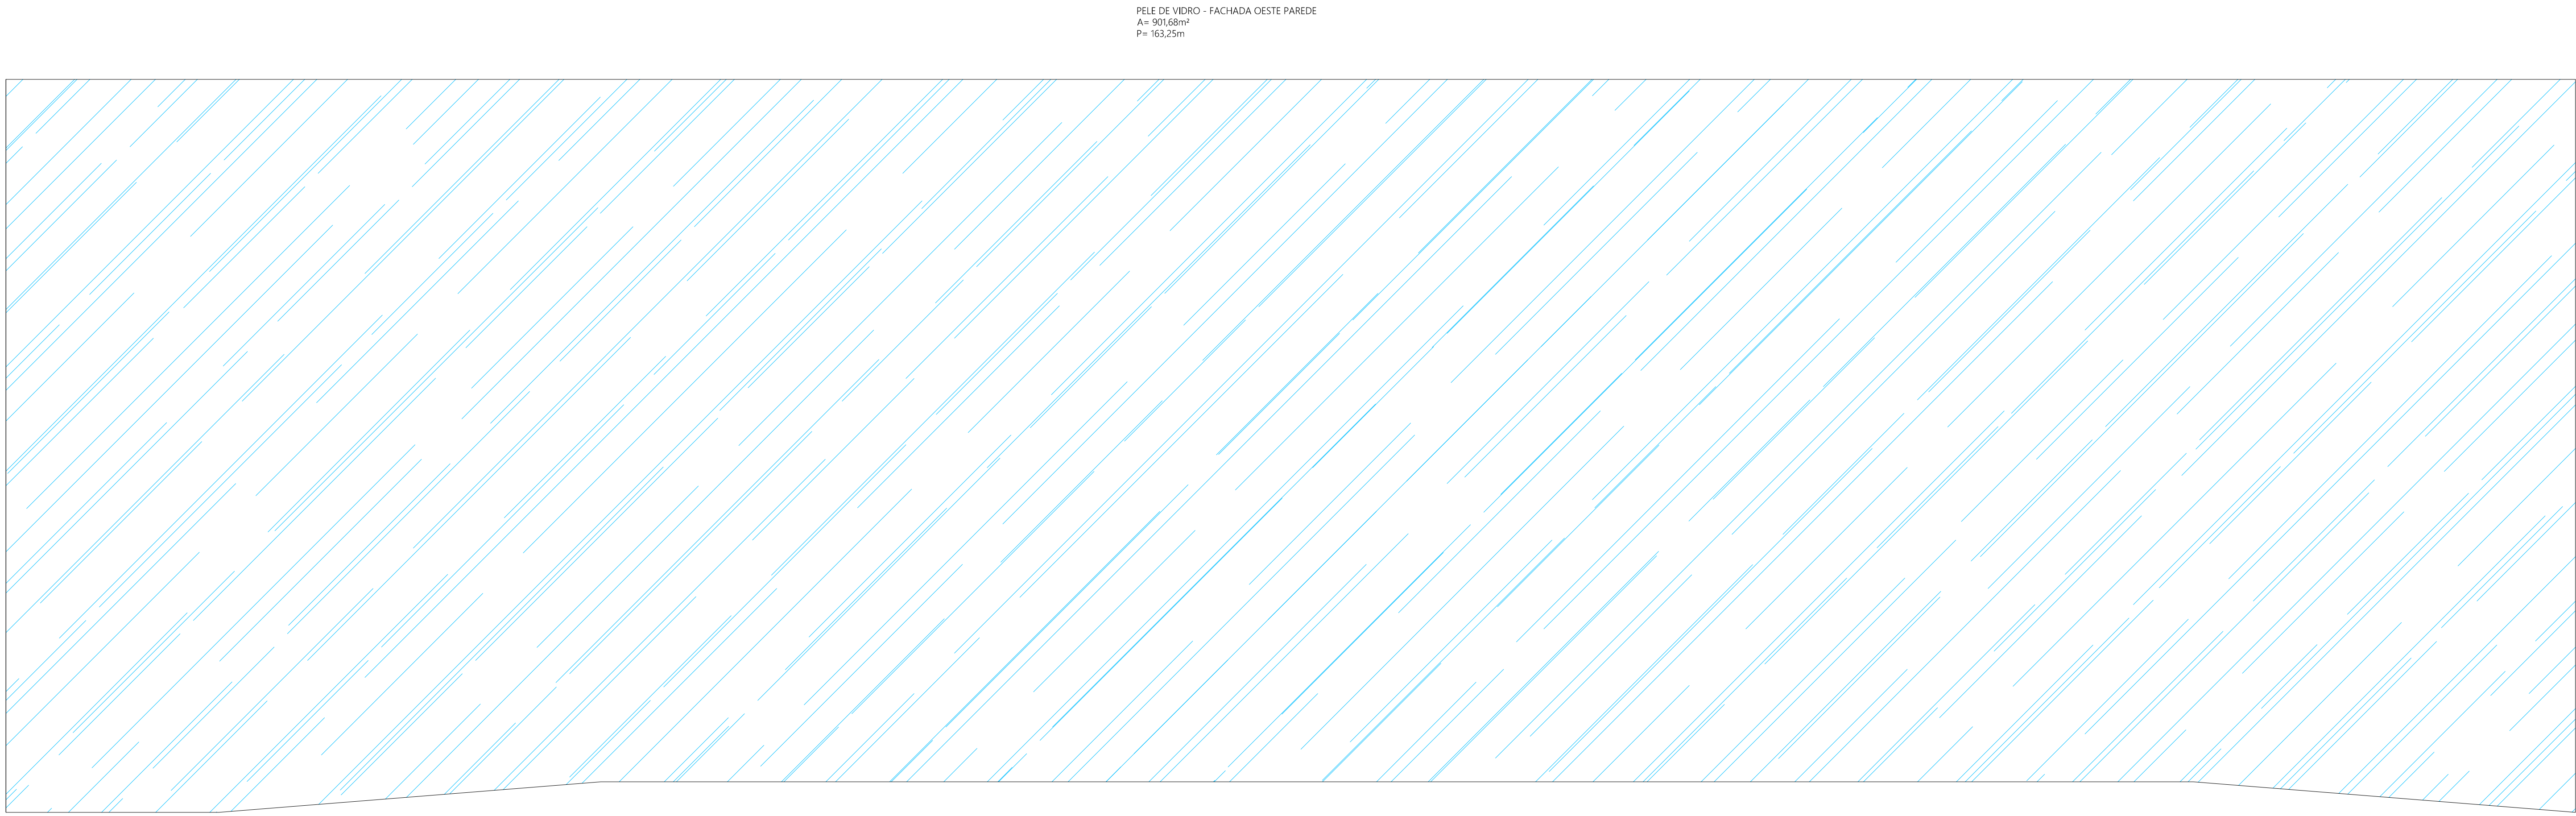 PELE DE VIDRO - FACHADA OESTE PAREDE
A= 901,68m²
P= 163,25m